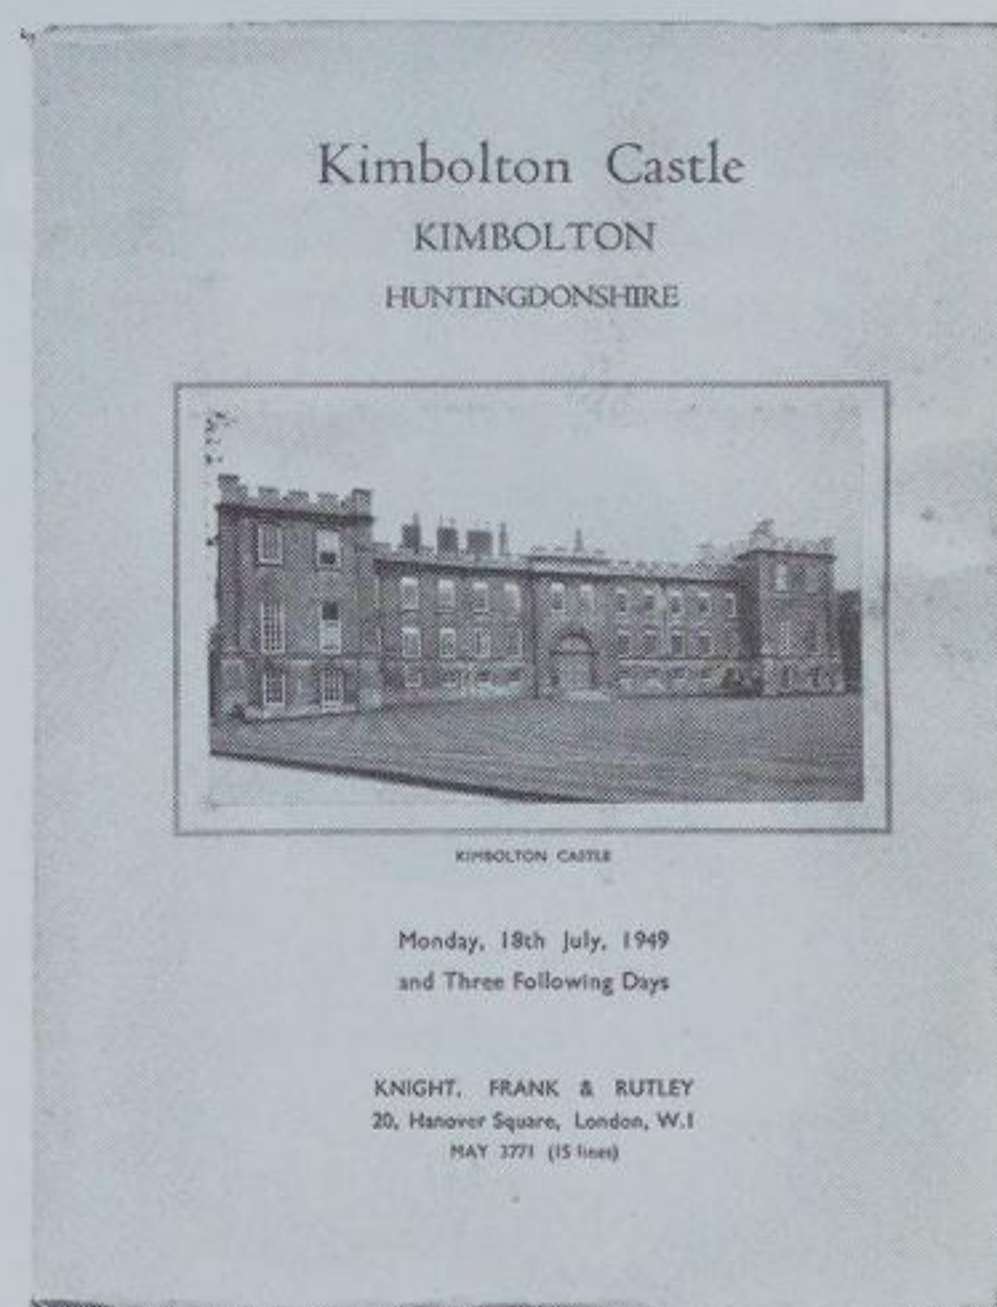 Kimbolton Castle
KIMBOLTON
HUNTINGDONSHIRE
KIMBOLTON CASTLE
Monday, 18th July, 1949
and Three Following Days
KNIGHT, FRANK & RUTLEY
20, Hanover Square, London, W.1
MAY 3771 (15 lines)